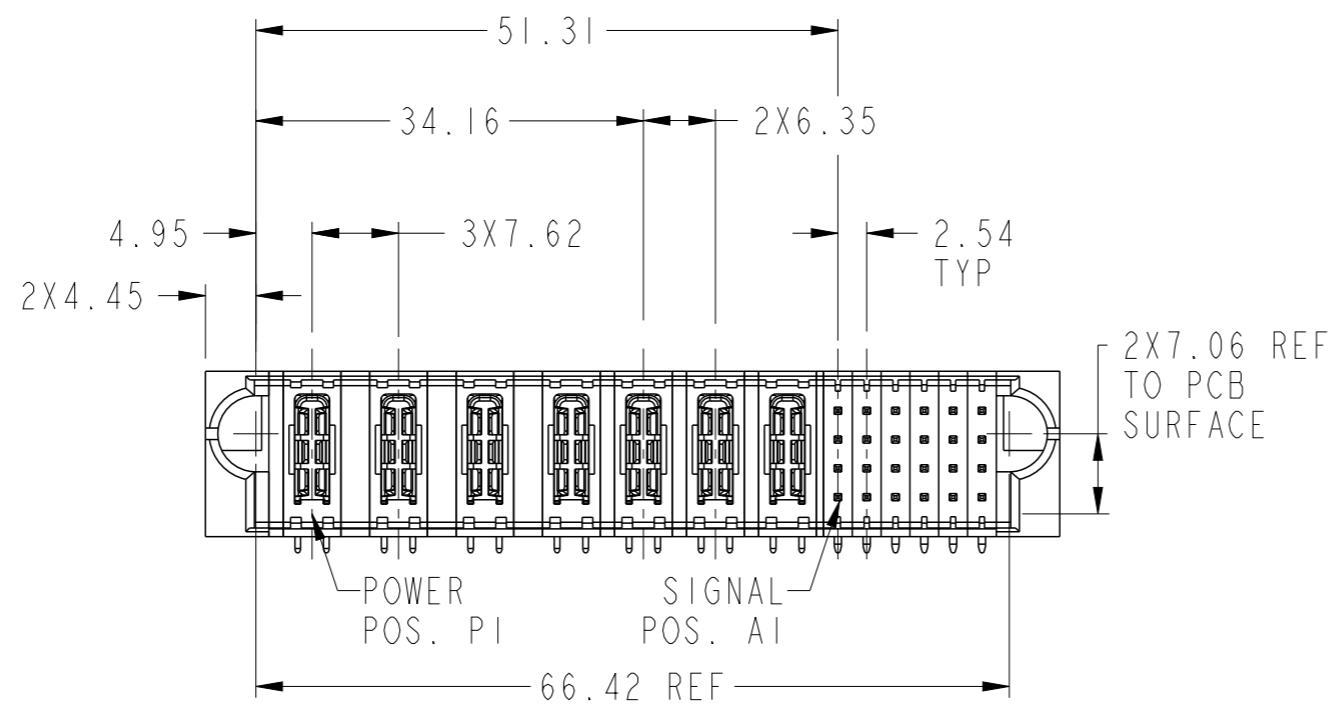 51.31
34.16
2X6.35
4.95
3X7.62
2.54
TYP
2X4.45
2X7.06 REF
TO PCB
SURFACE
POWER
POS. P1
SIGNAL
POS. A1
66.42 REF